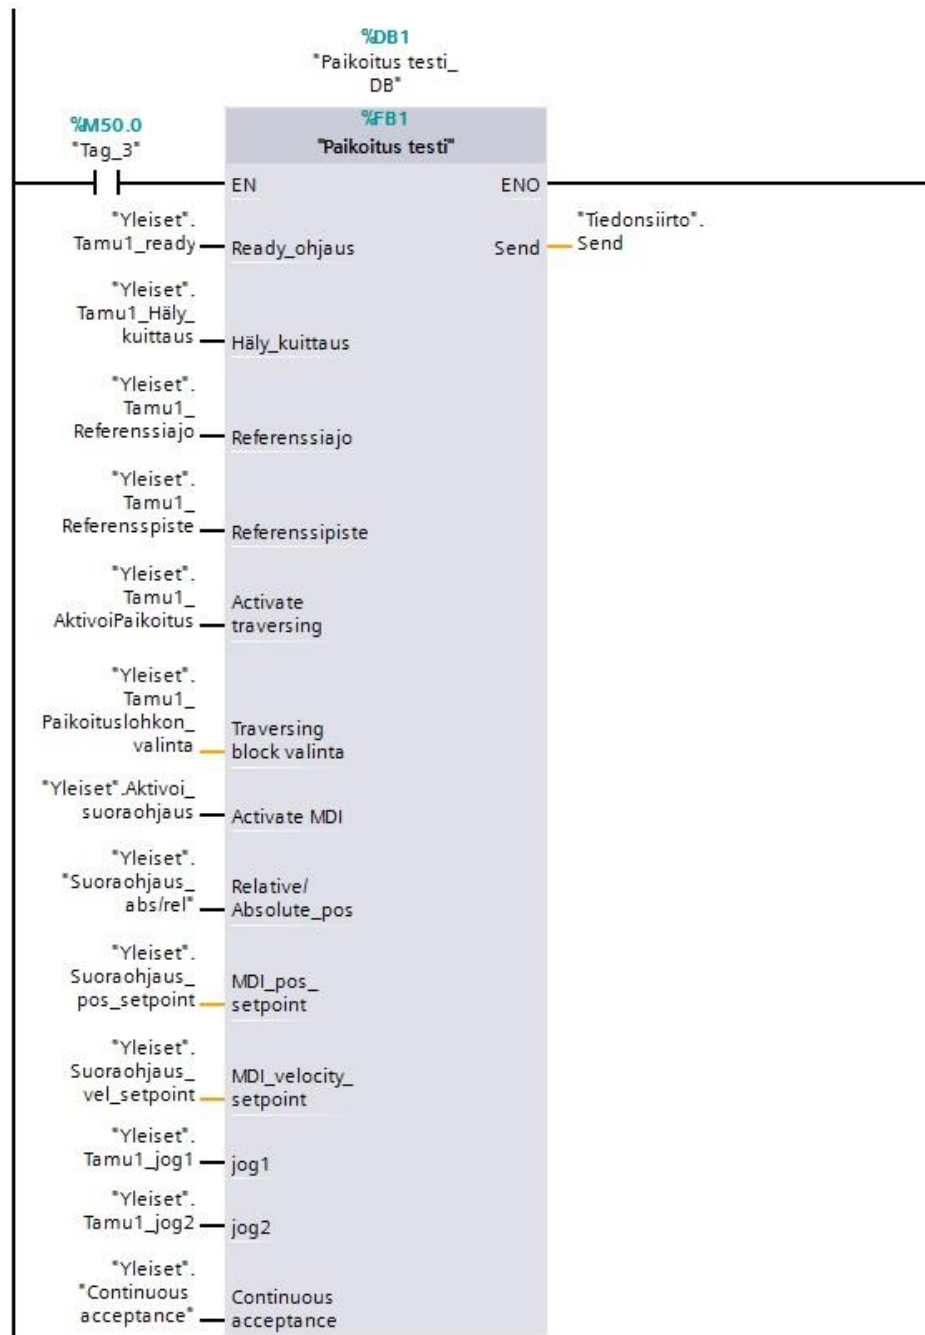 %DB1
"Paikoitus testi_
DB"
%M50.0
"Tag_3"
%FB1
"Paikoitus testi"
EN
ENO
"Yleiset".
Tamu1_ready
Ready_ohjaus
Send
"Tiedonsiirto".
Send
"Yleiset".
Tamu1_Häly_
kuittaus
Häly_kuittaus
"Yleiset".
Tamu1_
Referenssiajo
Referenssiajo
"Yleiset".
Tamu1_
Referensspiste
Referenssipiste
"Yleiset".
Tamu1_
AktivoiPaikoitus
Activate
traversing
"Yleiset".
Tamu1_
Paikoituslohkon_
valinta
Traversing
block valinta
"Yleiset".Aktivoi_
suoraohjaus
Activate MDI
"Yleiset".
"Suoraohjaus_
abs/rel"
Relative/
Absolute_pos
"Yleiset".
Suoraohjaus_
pos_setpoint
MDI_pos_
setpoint
"Yleiset".
Suoraohjaus_
vel_setpoint
MDI_velocity_
setpoint
"Yleiset".
Tamu1_jog1
jog1
"Yleiset".
Tamu1_jog2
jog2
"Yleiset".
"Continuous
acceptance"
Continuous
acceptance